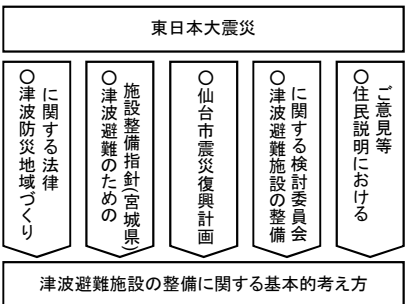 東日本大震災
○津波防災地域づくり
に関する法律
○津波避難のための
施設整備指針(宮城県)
○仙台市震災復興計画
○津波避難施設の整備
に関する検討委員会
○住民説明における
ご意見等
津波避難施設の整備に関する基本的考え方